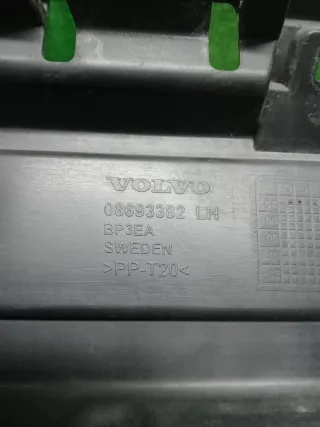 VOLVO
08693382 LH
BP3EA
SWEDEN
>PP-T20<